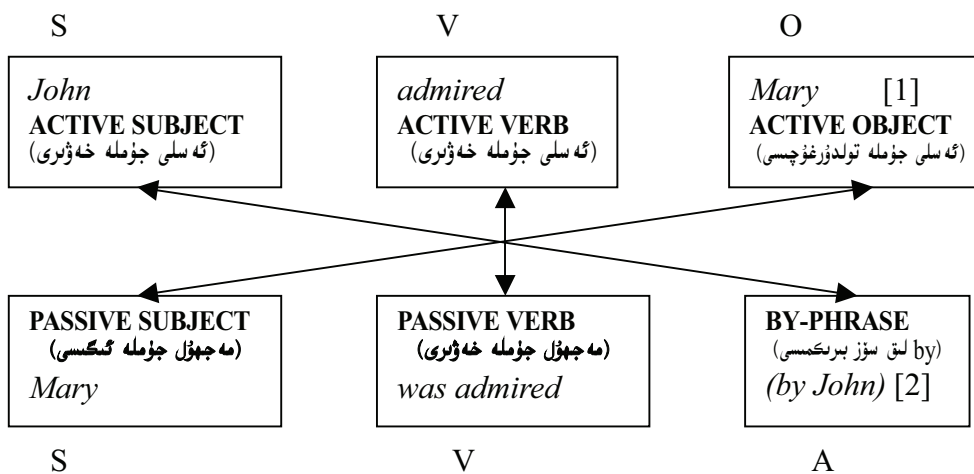 S V O
John admired Mary [1]
ACTIVE SUBJECT ACTIVE VERB ACTIVE OBJECT
(ئەسلى جۈملە خەۋىرى) (ئەسلى جۈملە خەۋىرى) (ئەسلى جۈملە تولدۇرغۇچىسى)
PASSIVE SUBJECT PASSIVE VERB BY-PHRASE
(مەجھۇل جۈملە ئىگىسى) (مەجھۇل جۈملە خەۋىرى) (by لىق سۆز بىرىكمىسى)
Mary was admired (by John) [2]
S V A